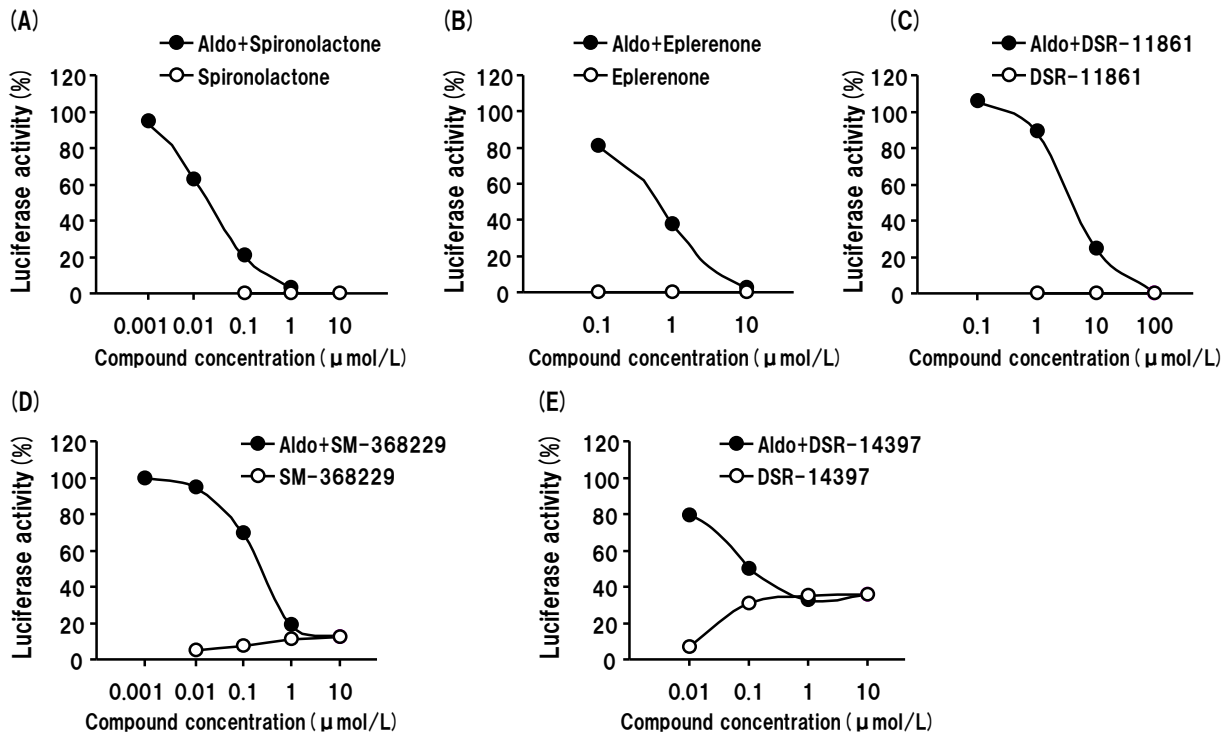 (A)
Aldo+Spironolactone
Spironolactone
Luciferase activity (%)
120
100
80
60
40
20
0
0.001 0.01 0.1 1 10
Compound concentration (μmol/L)
(B)
Aldo+Eplerenone
Eplerenone
Luciferase activity (%)
120
100
80
60
40
20
0
0.1 1 10
Compound concentration (μmol/L)
(C)
Aldo+DSR-11861
DSR-11861
Luciferase activity (%)
120
100
80
60
40
20
0
0.1 1 10 100
Compound concentration (μmol/L)
(D)
Aldo+SM-368229
SM-368229
Luciferase activity (%)
120
100
80
60
40
20
0
0.001 0.01 0.1 1 10
Compound concentration (μmol/L)
(E)
Aldo+DSR-14397
DSR-14397
Luciferase activity (%)
120
100
80
60
40
20
0
0.01 0.1 1 10
Compound concentration (μmol/L)